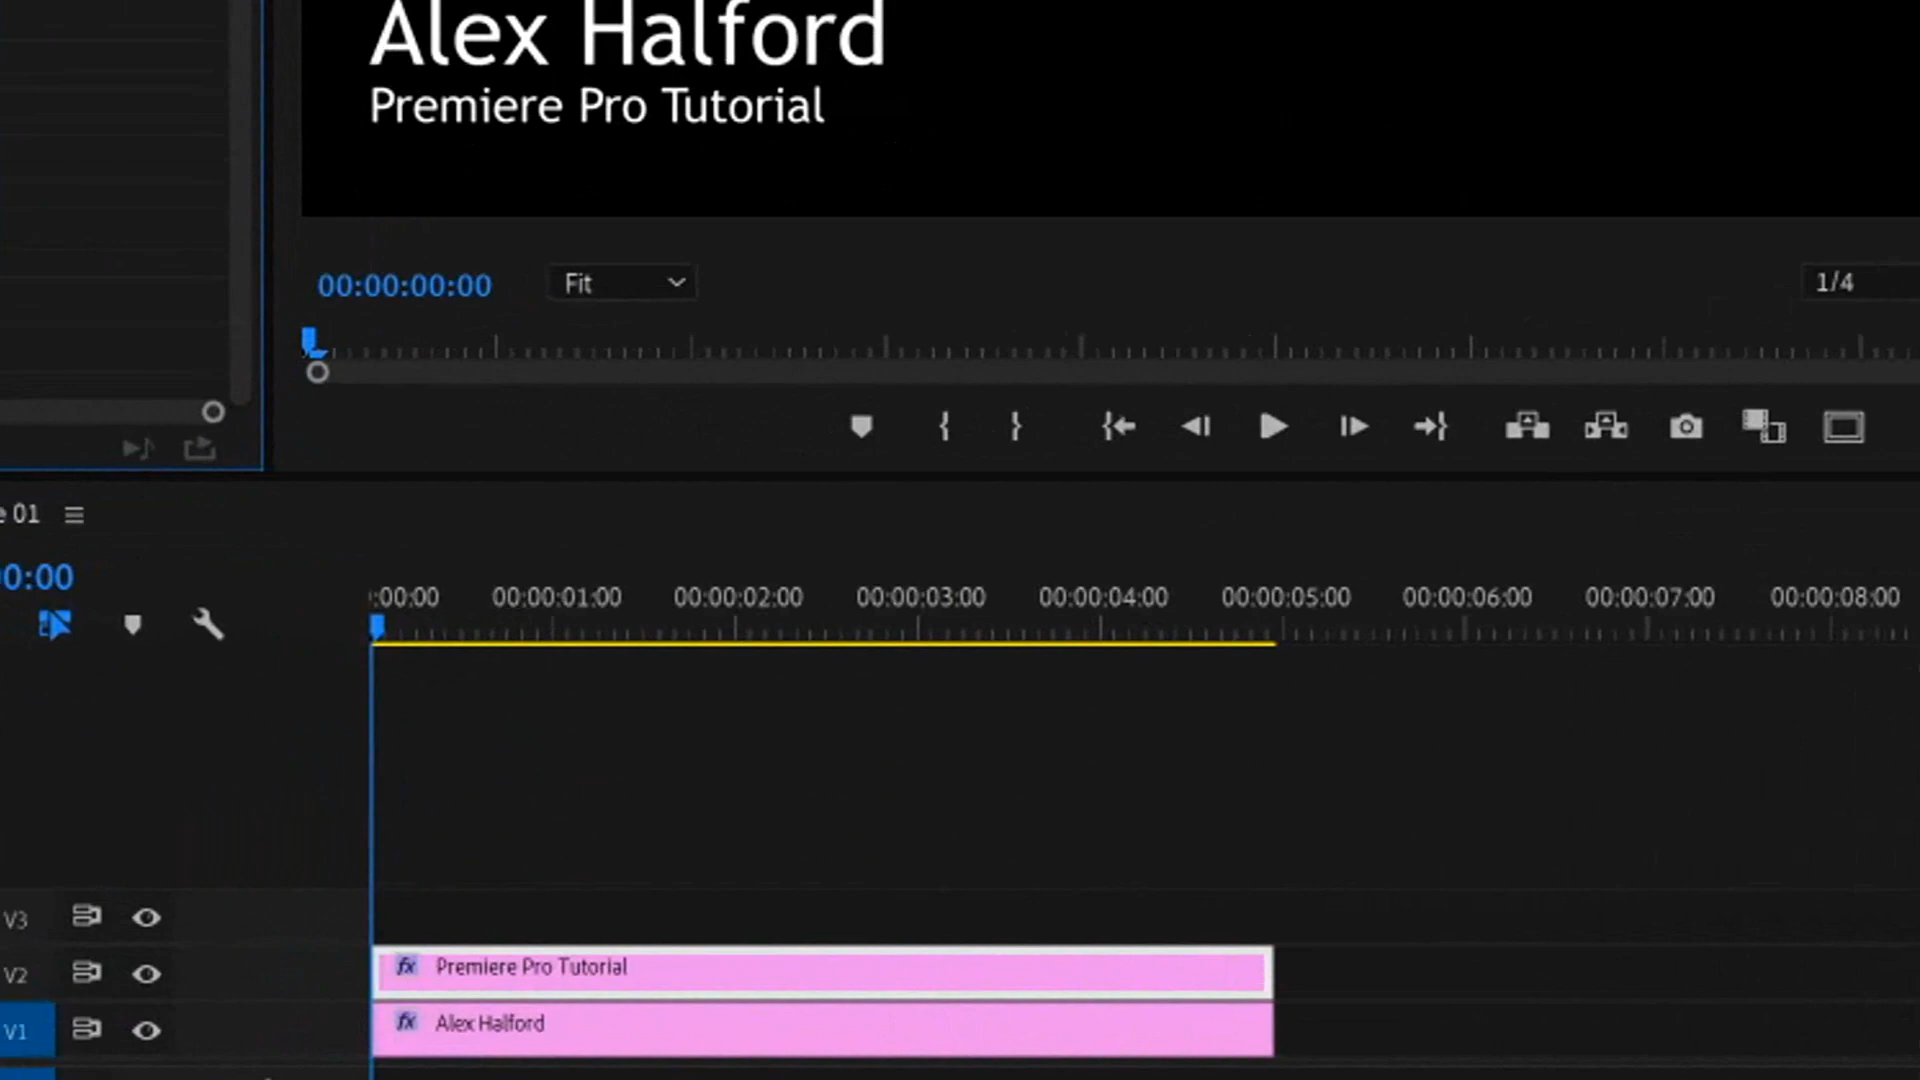 Alex Halford
Premiere Pro Tutorial
00:00:00:00
Fit
1/4
e 01
00:00
:00:00
00:00:01:00
00:00:02:00
00:00:03:00
00:00:04:00
00:00:05:00
00:00:06:00
00:00:07:00
00:00:08:00
V3
V2
fx Premiere Pro Tutorial
V1
fx Alex Halford